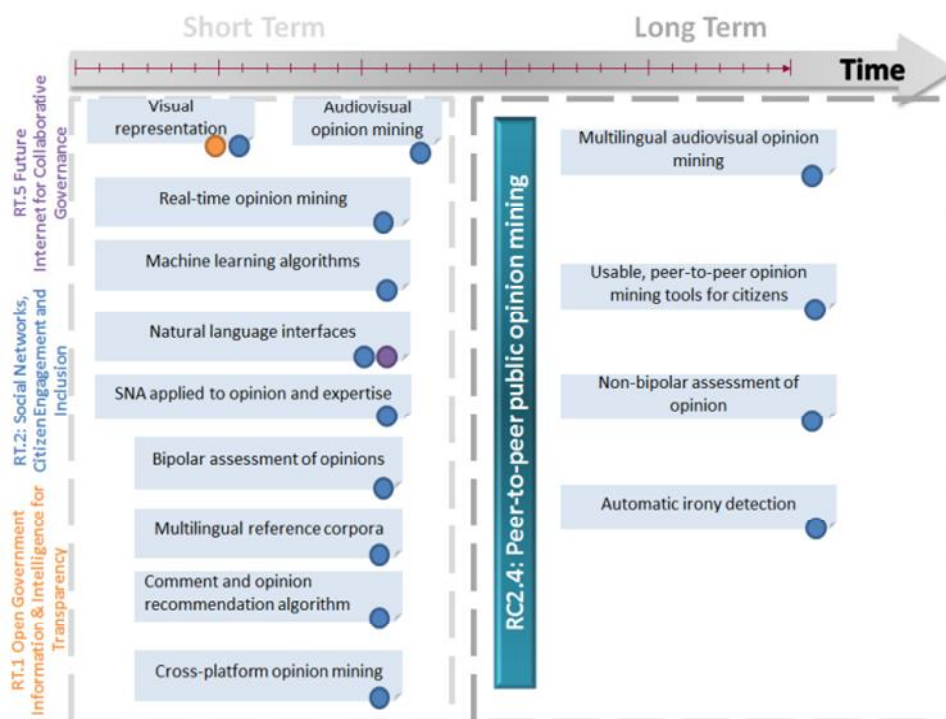 Short Term
Long Term
Time
RT.5 Future
Internet for Collaborative
Governance
RT.2: Social Networks,
Citizen Engagement and
Inclusion
RT.1 Open Government
Information & Intelligence for
Transparency
Visual
representation
Audiovisual
opinion mining
Real-time opinion mining
Machine learning algorithms
Natural language interfaces
SNA applied to opinion and expertise
Bipolar assessment of opinions
Multilingual reference corpora
Comment and opinion
recommendation algorithm
Cross-platform opinion mining
RC2.4: Peer-to-peer public opinion mining
Multilingual audiovisual opinion
mining
Usable, peer-to-peer opinion
mining tools for citizens
Non-bipolar assessment of
opinion
Automatic irony detection